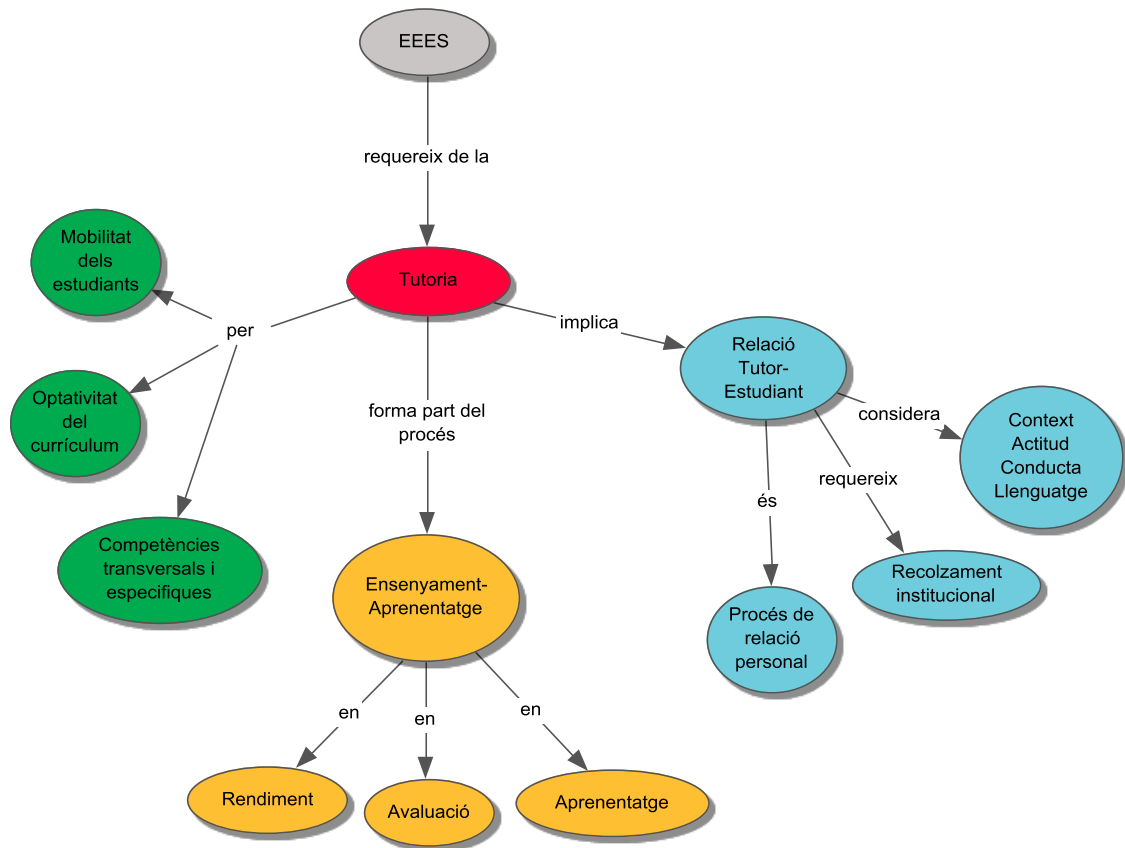 EEES
requereix de la
Tutoria
Mobilitat
dels
estudiants
per
Optativitat
del
currículum
Competències
transversals i
especifiques
forma part del
procés
Ensenyament-
Aprenentatge
en
en
en
Rendiment
Avaluació
Aprenentatge
implica
Relació
Tutor-
Estudiant
considera
Context
Actitud
Conducta
Llenguatge
requereix
Recolzament
institucional
és
Procés de
relació
personal